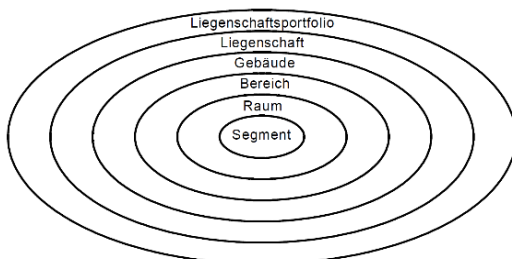 Liegenschaftsportfolio
Liegenschaft
Gebäude
Bereich
Raum
Segment